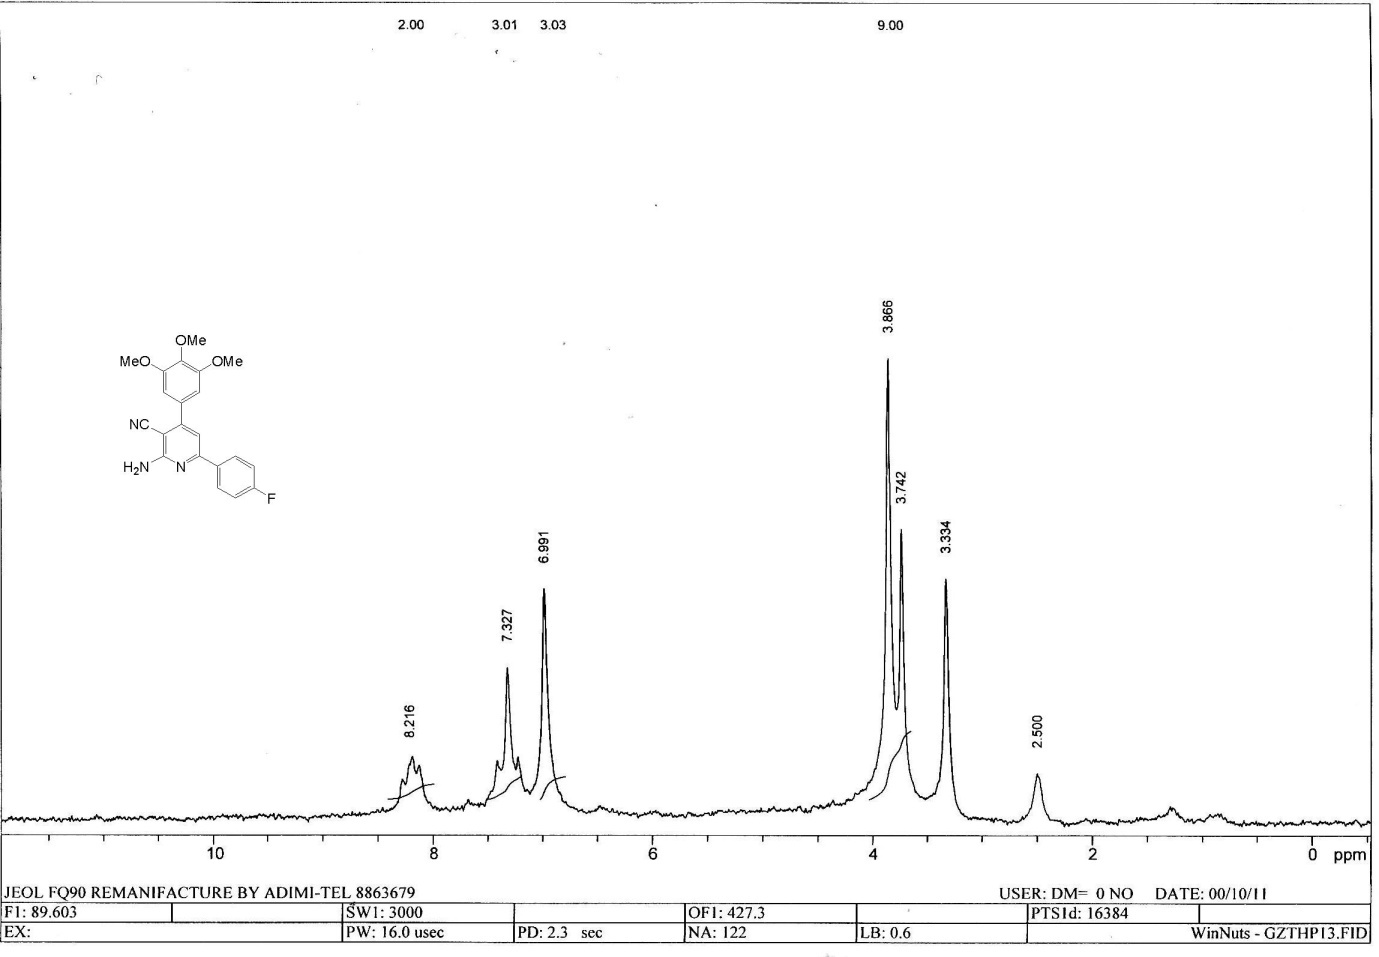 2.00 3.01 3.03 9.00
3.866
3.742
3.334
6.991
7.327
8.216
2.500
OMe
MeO OMe
NC
H₂N N
F
10 8 6 4 2 0 ppm
JEOL FQ90 REMANIFACTURE BY ADIMI-TEL 8863679 USER: DM= 0 NO DATE: 00/10/11
F1: 89.603 SW1: 3000 OF1: 427.3 PTS1d: 16384
EX: PW: 16.0 usec PD: 2.3 sec NA: 122 LB: 0.6 WinNuts - GZTHP13.FID